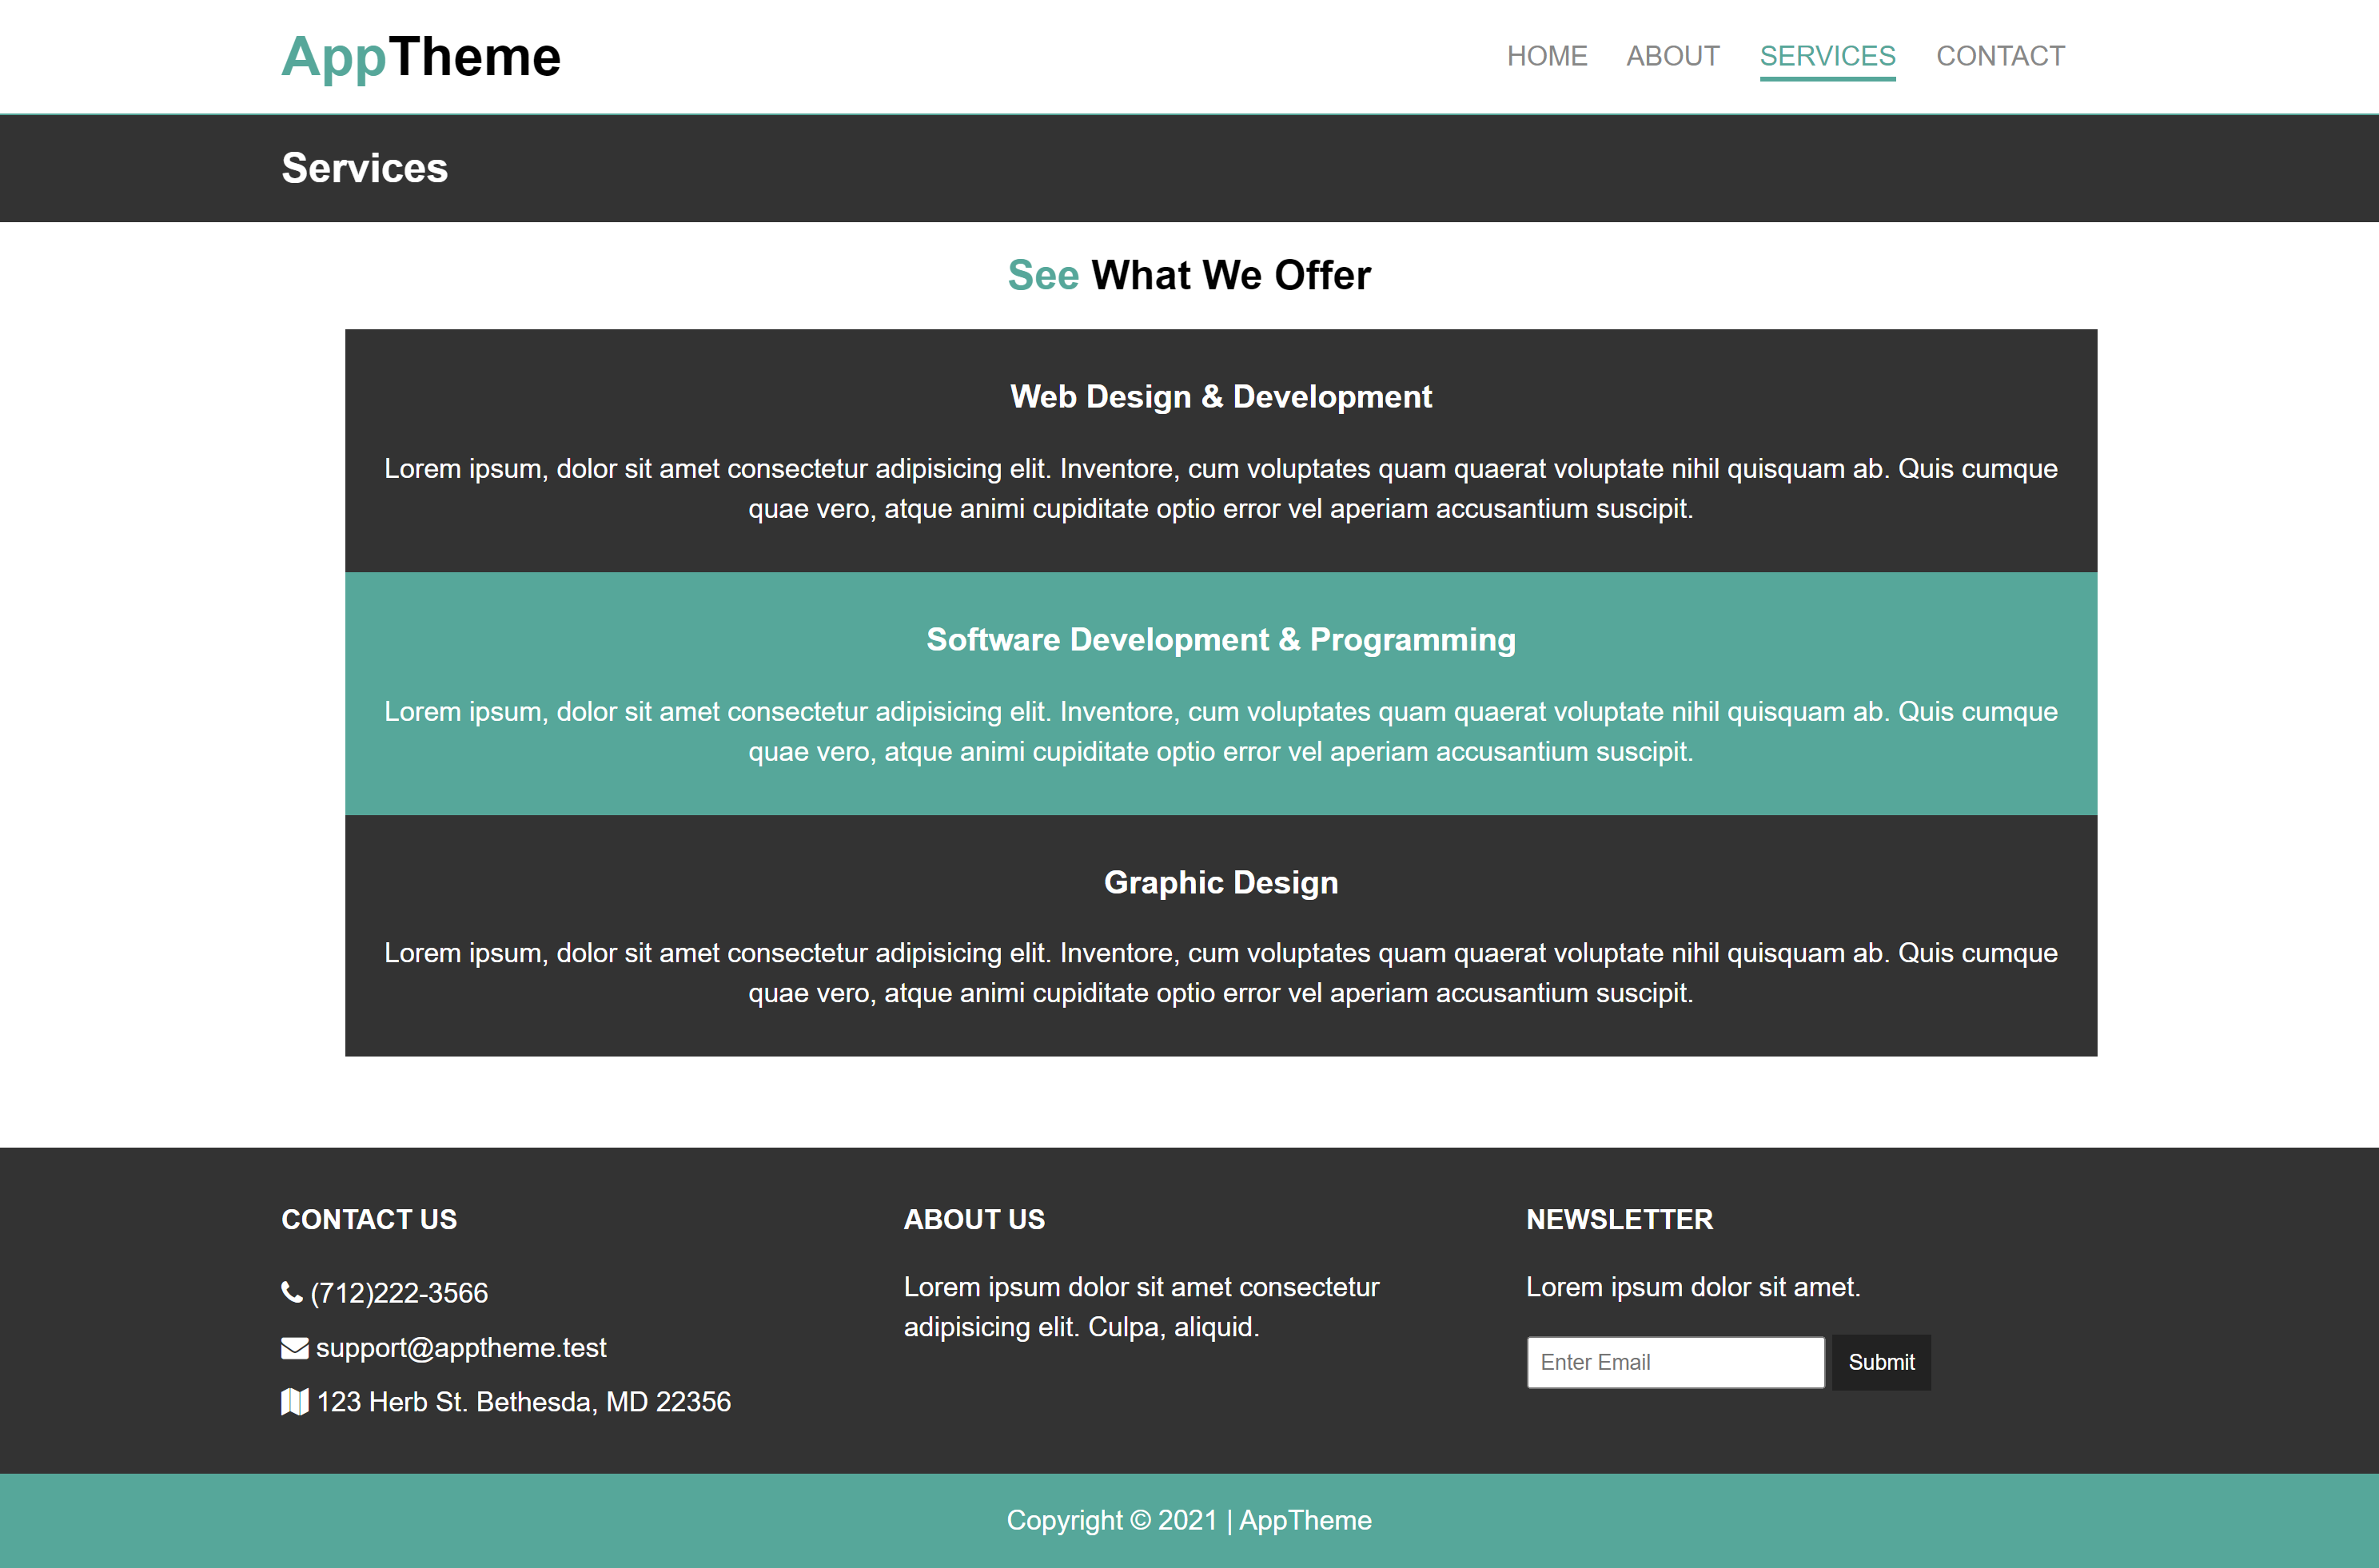 AppTheme
HOME ABOUT SERVICES CONTACT
Services
See What We Offer
Web Design & Development
Lorem ipsum, dolor sit amet consectetur adipisicing elit. Inventore, cum voluptates quam quaerat voluptate nihil quisquam ab. Quis cumque
quae vero, atque animi cupiditate optio error vel aperiam accusantium suscipit.
Software Development & Programming
Lorem ipsum, dolor sit amet consectetur adipisicing elit. Inventore, cum voluptates quam quaerat voluptate nihil quisquam ab. Quis cumque
quae vero, atque animi cupiditate optio error vel aperiam accusantium suscipit.
Graphic Design
Lorem ipsum, dolor sit amet consectetur adipisicing elit. Inventore, cum voluptates quam quaerat voluptate nihil quisquam ab. Quis cumque
quae vero, atque animi cupiditate optio error vel aperiam accusantium suscipit.
CONTACT US
(712)222-3566
support@apptheme.test
123 Herb St. Bethesda, MD 22356
ABOUT US
Lorem ipsum dolor sit amet consectetur
adipisicing elit. Culpa, aliquid.
NEWSLETTER
Lorem ipsum dolor sit amet.
Enter Email Submit
Copyright © 2021 | AppTheme